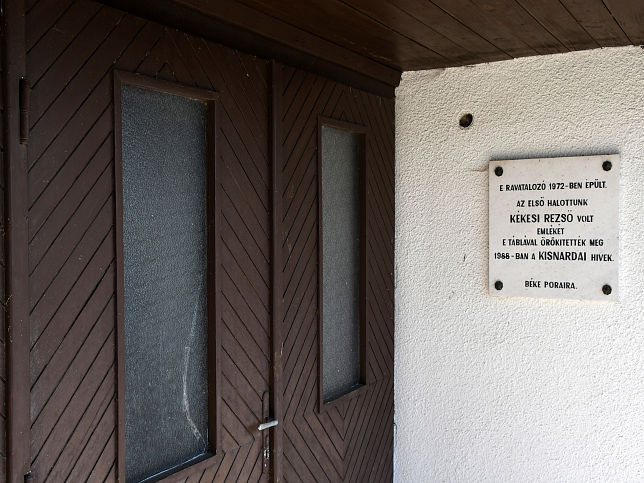 E RAVATALOZÓ 1972-BEN ÉPÜLT.
AZ ELSŐ HALOTTUNK
KÉKESI REZSŐ VOLT
EMLÉKÉT
E TÁBLÁVAL ÖRÖKÍTETTÉK MEG
1988-BAN A KISNARDAI HÍVEK.
BÉKE PORAIRA.